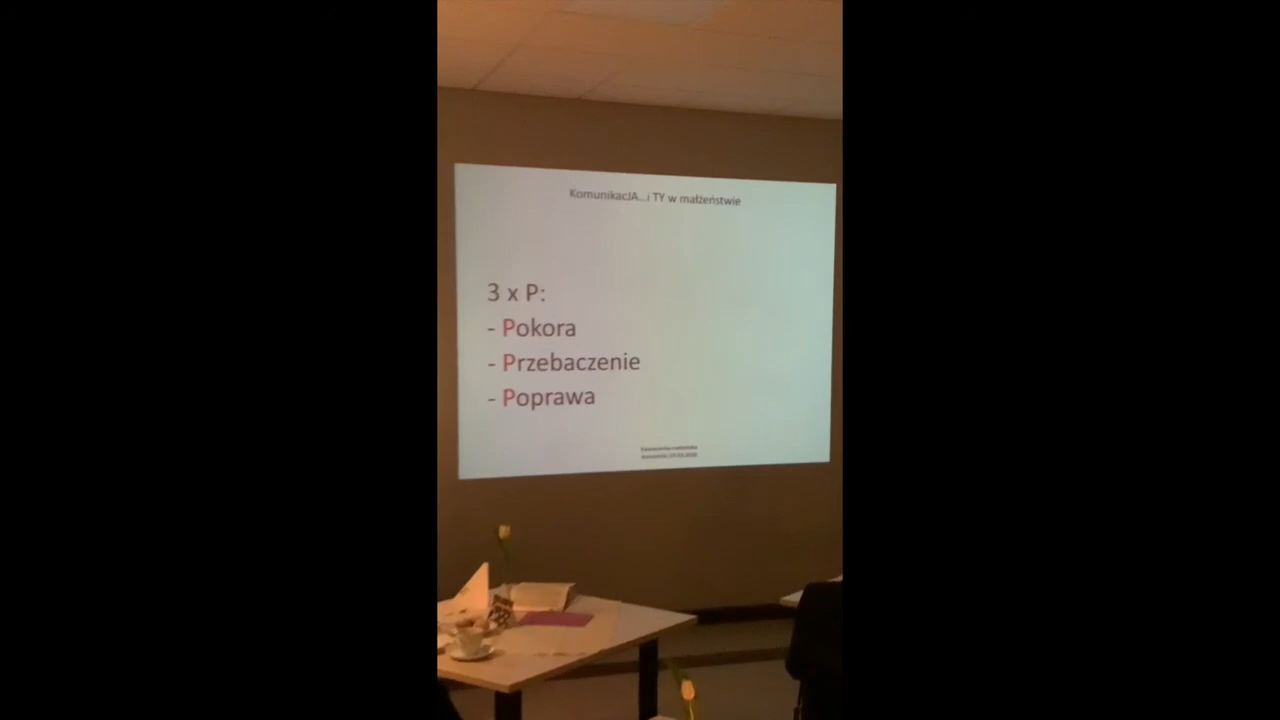 KomunikacJA...i TY w małżeństwie
3 x P:
- Pokora
- Przebaczenie
- Poprawa